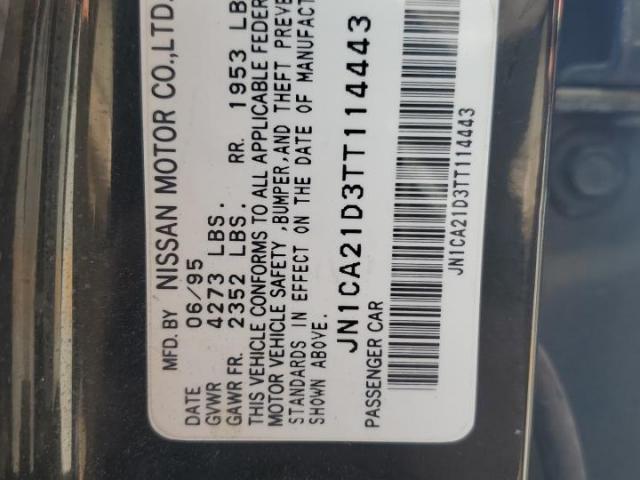 MFD. BY NISSAN MOTOR CO.,LTD.
DATE 06/95
GVWR 4273 LBS.
GAWR FR. 2352 LBS. RR. 1953 LB
THIS VEHICLE CONFORMS TO ALL APPLICABLE FEDER
MOTOR VEHICLE SAFETY ,BUMPER,AND THEFT PREVE
STANDARDS IN EFFECT ON THE DATE OF MANUFACT
SHOWN ABOVE.
JN1CA21D3TT114443
PASSENGER CAR
JN1CA21D3TT114443